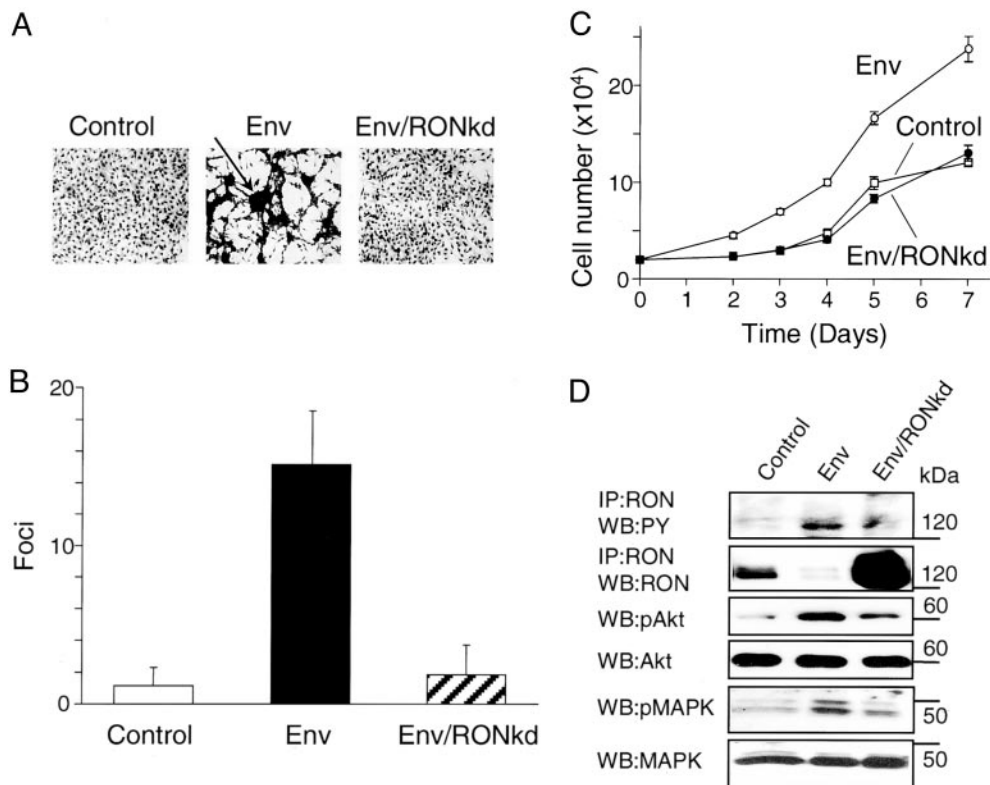 A
Control
Env
Env/RONkd
B
Foci
20
10
0
Control
Env
Env/RONkd
C
Cell number (x10⁴)
20
10
0
Env
Control
Env/RONkd
0 1 2 3 4 5 6 7
Time (Days)
D
Control
Env
Env/RONkd
kDa
IP:RON
WB:PY
120
IP:RON
WB:RON
120
WB:pAkt
60
WB:Akt
60
WB:pMAPK
50
WB:MAPK
50